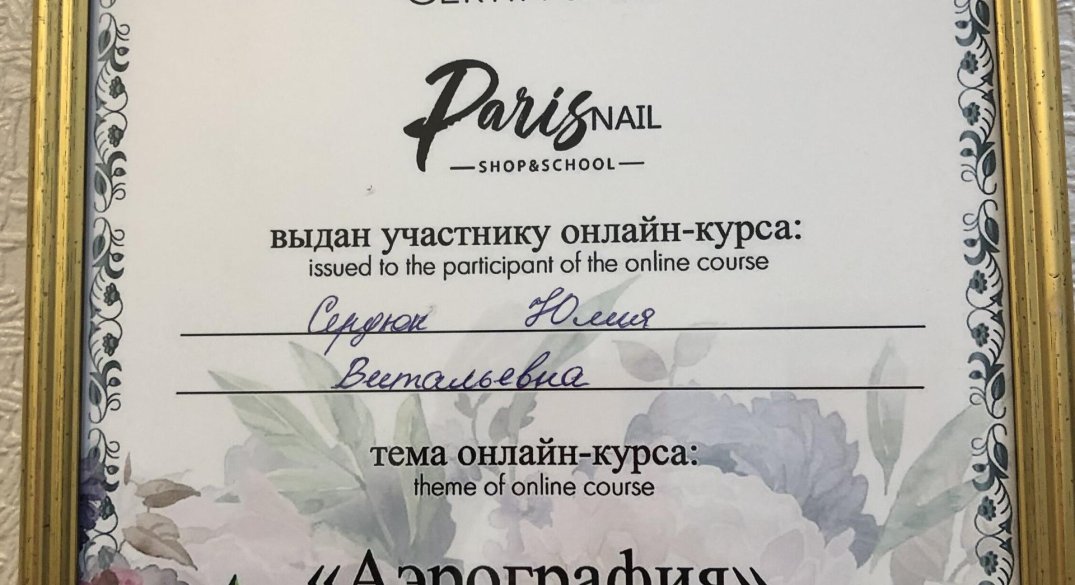 Paris NAIL
SHOP&SCHOOL
выдан участнику онлайн-курса:
issued to the participant of the online course
Сердюк Юлия
Витальевна
тема онлайн-курса:
theme of online course
«Аэрография»